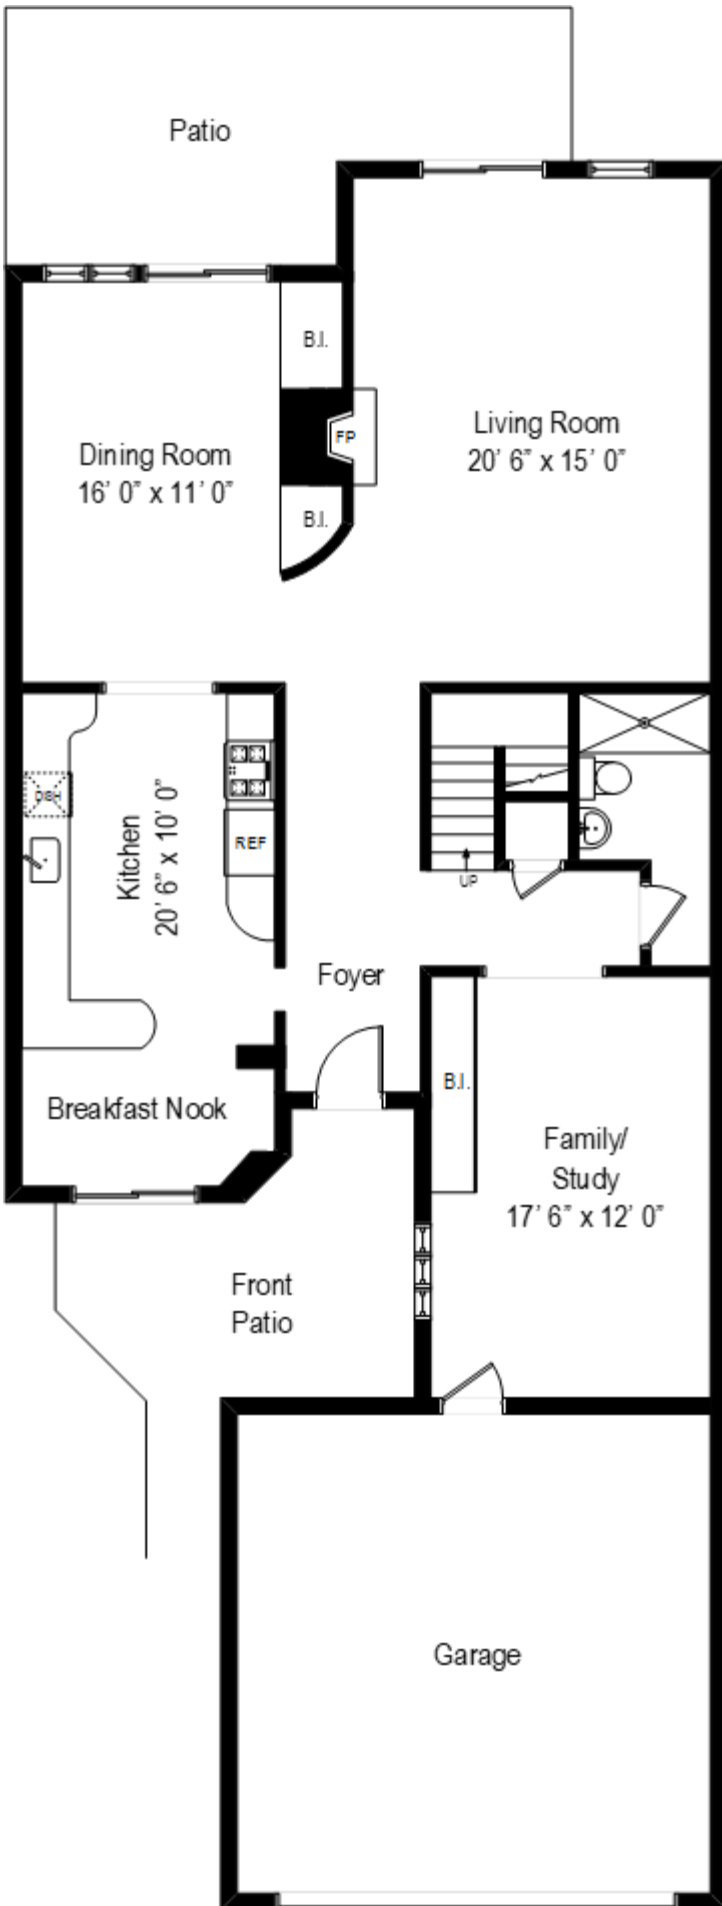 Patio
B.I.
Living Room
20' 6" x 15' 0"
FP
Dining Room
16' 0" x 11' 0"
B.I.
DISH
Kitchen
20' 6" x 10' 0"
REF
UP
Foyer
B.I.
Breakfast Nook
Family/
Study
17' 6" x 12' 0"
Front
Patio
Garage